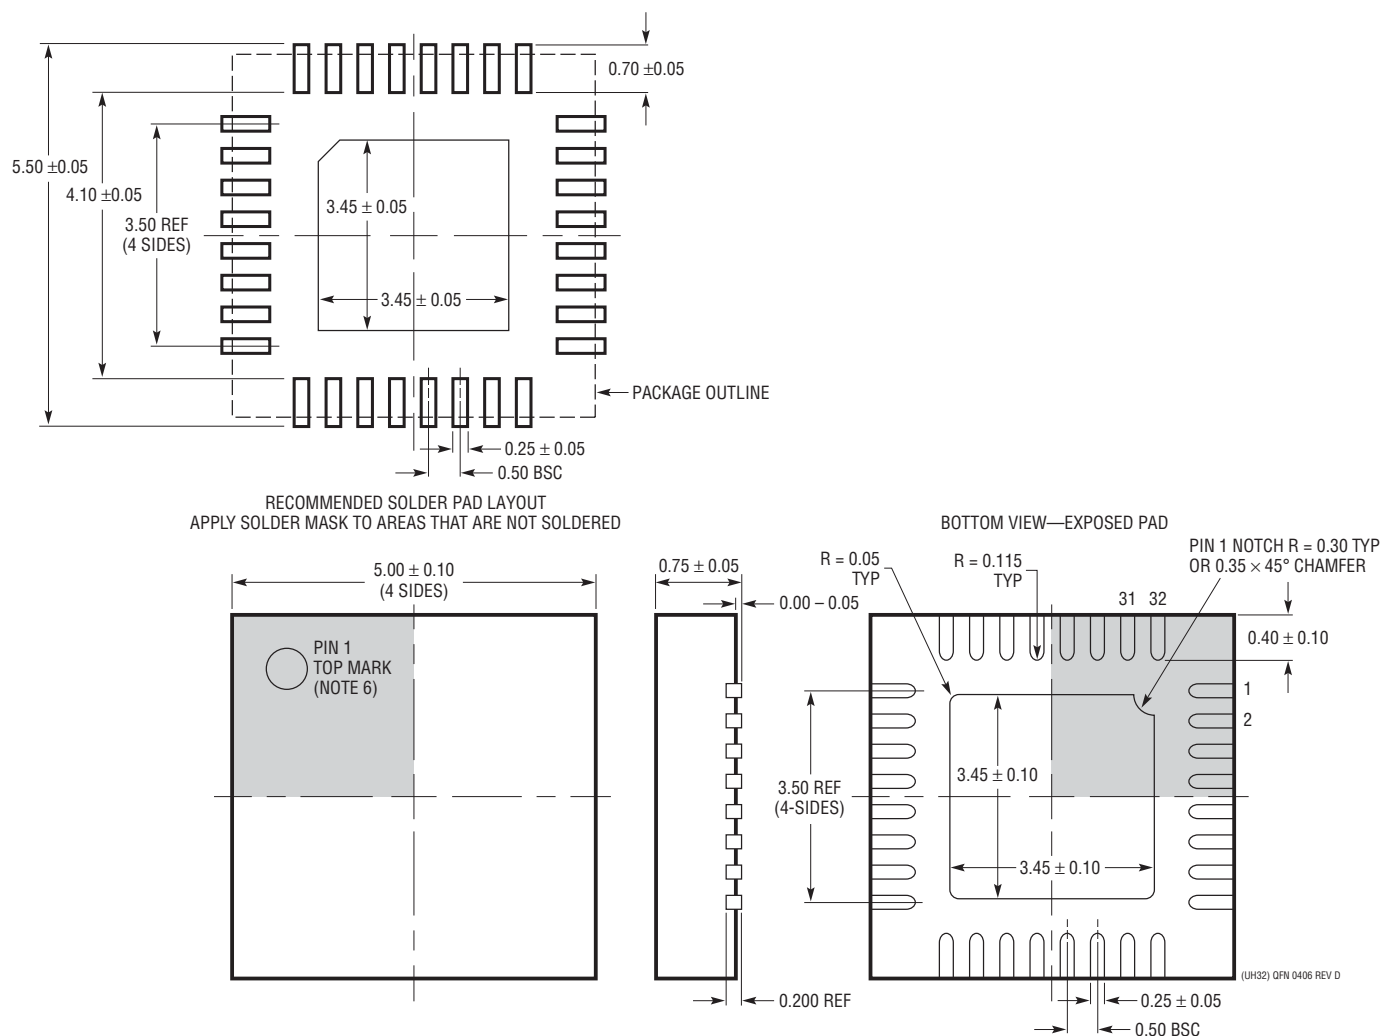 0.70 ±0.05
5.50 ±0.05
4.10 ±0.05
3.50 REF
(4 SIDES)
3.45 ± 0.05
3.45 ± 0.05
PACKAGE OUTLINE
0.25 ± 0.05
0.50 BSC
RECOMMENDED SOLDER PAD LAYOUT
APPLY SOLDER MASK TO AREAS THAT ARE NOT SOLDERED
5.00 ± 0.10
(4 SIDES)
PIN 1
TOP MARK
(NOTE 6)
0.75 ± 0.05
0.00 – 0.05
0.200 REF
BOTTOM VIEW—EXPOSED PAD
R = 0.05
TYP
R = 0.115
TYP
PIN 1 NOTCH R = 0.30 TYP
OR 0.35 × 45° CHAMFER
31 32
0.40 ± 0.10
1
2
3.50 REF
(4-SIDES)
3.45 ± 0.10
3.45 ± 0.10
(UH32) QFN 0406 REV D
0.25 ± 0.05
0.50 BSC